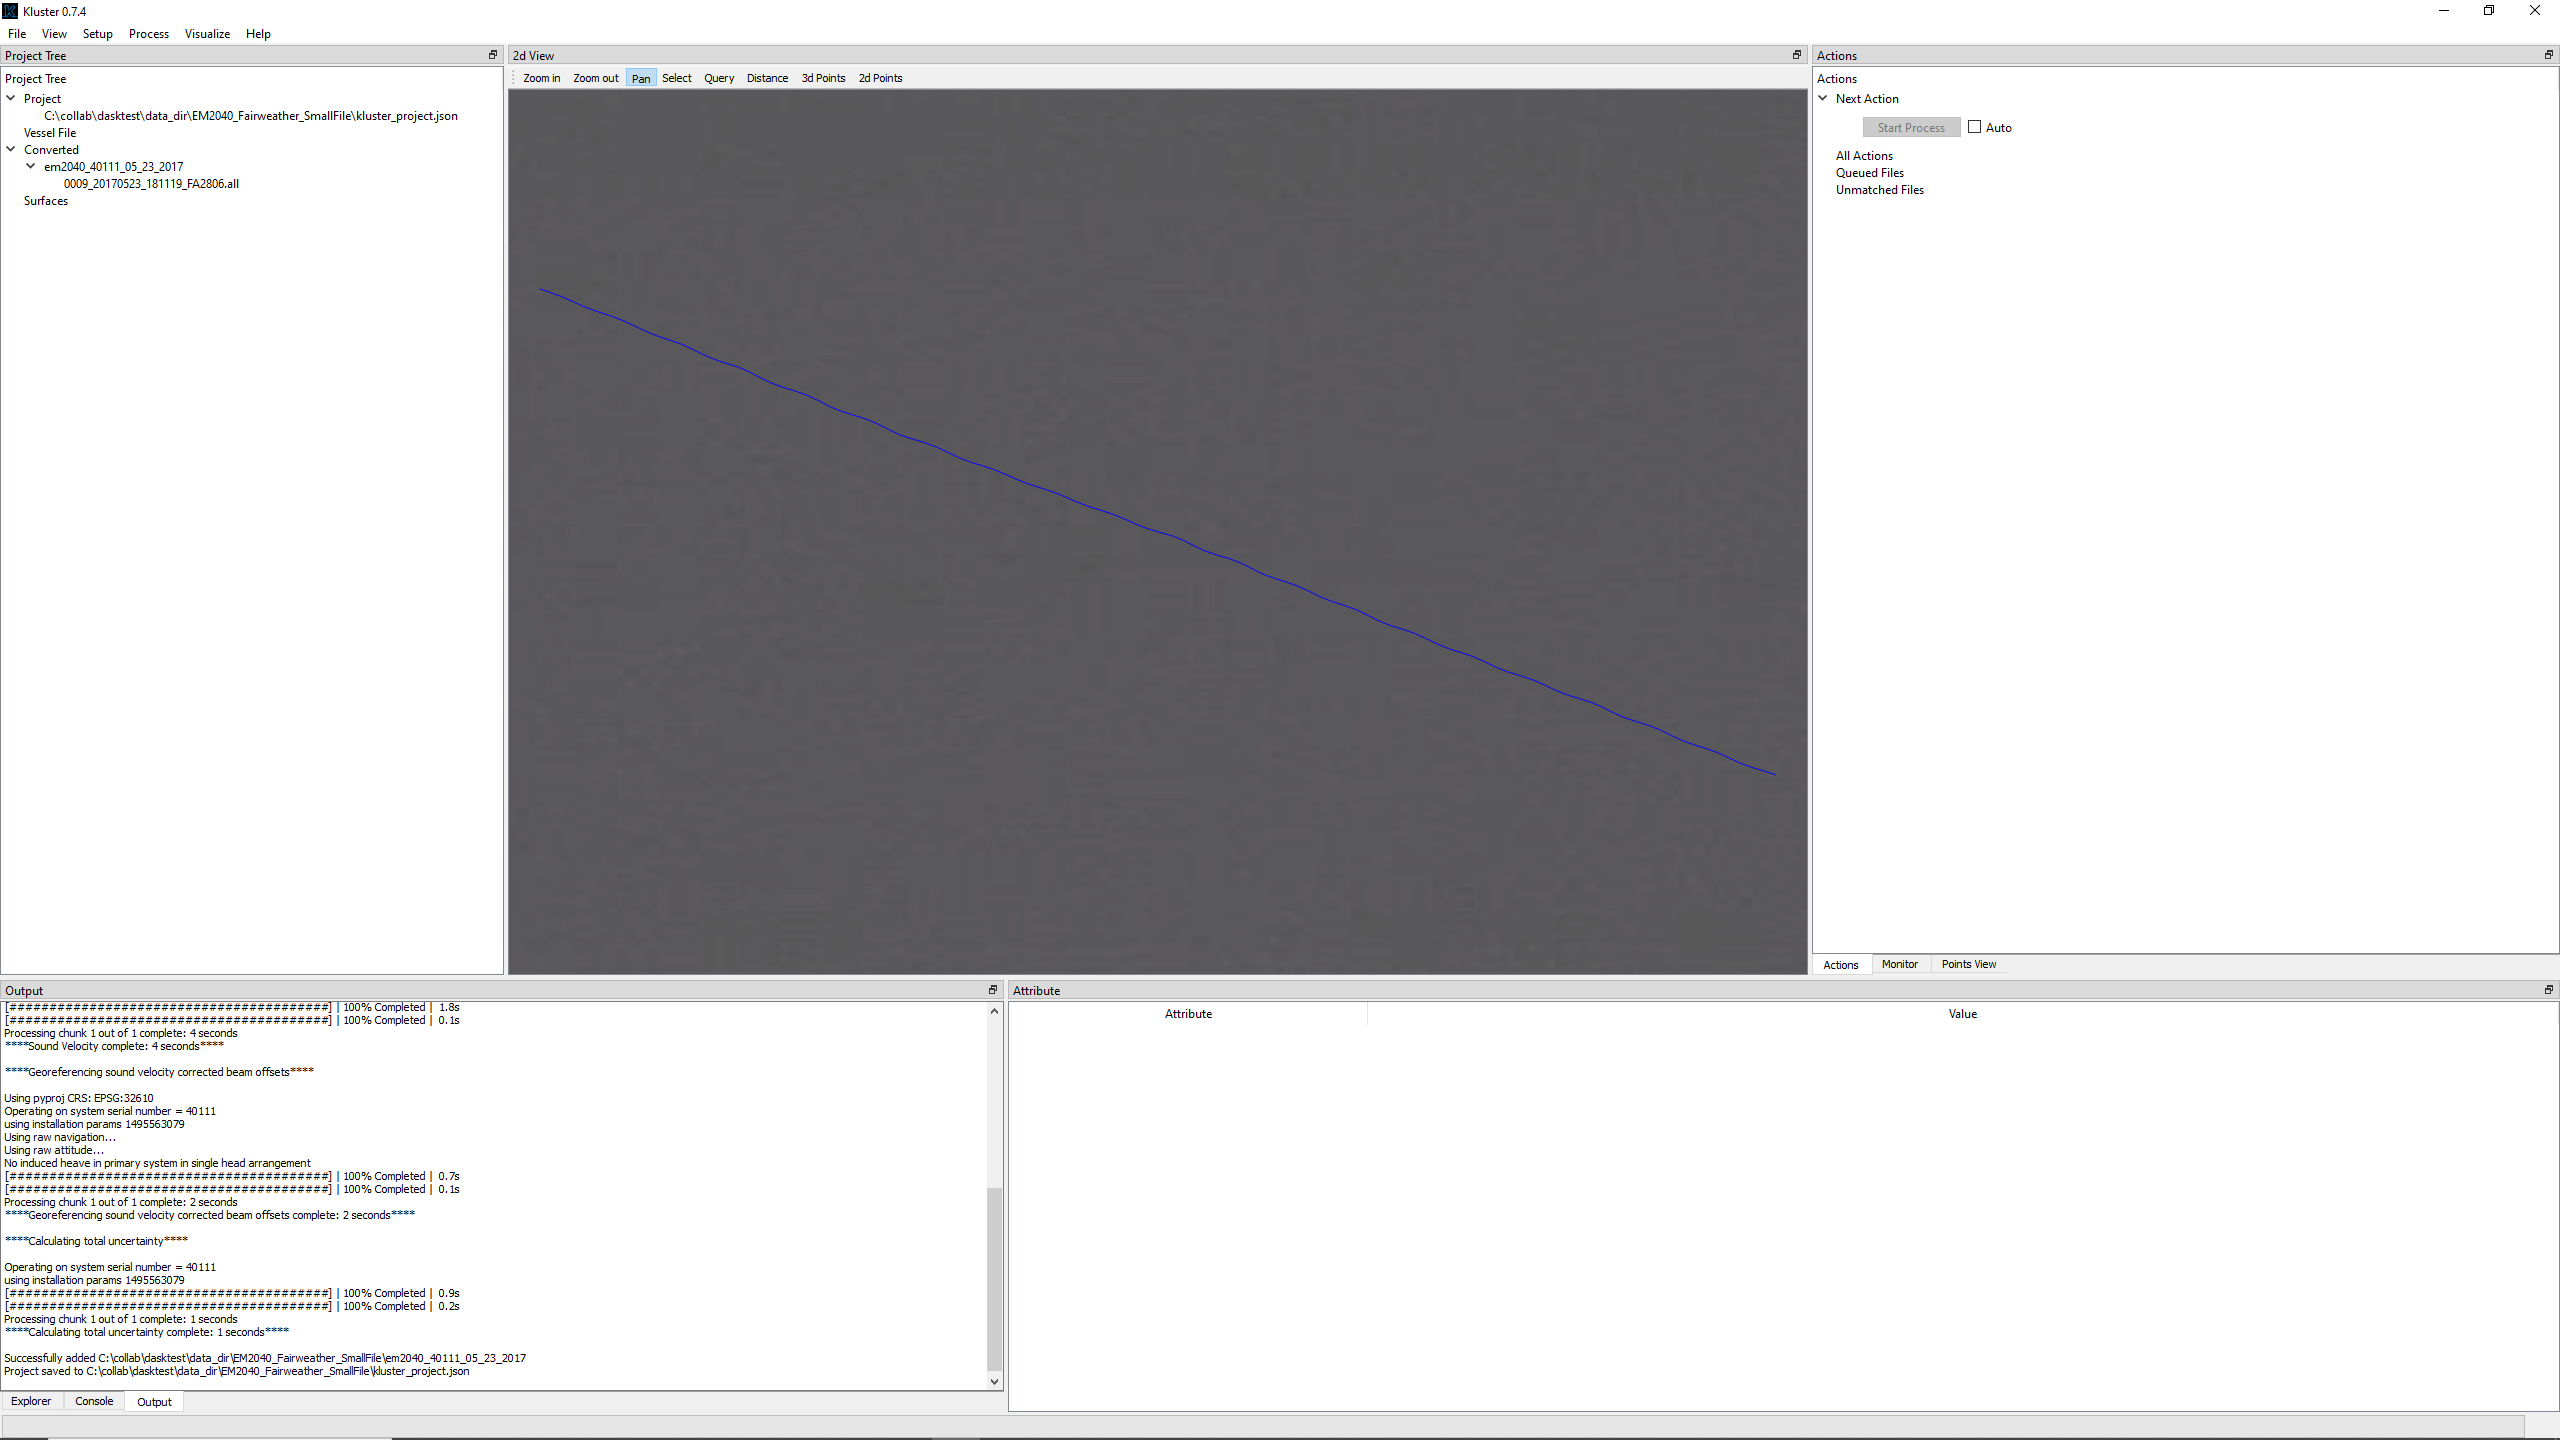 Kluster 0.7.4
File View Setup Process Visualize Help
Project Tree
Project Tree
Project
C:\collab\dasktest\data_dir\EM2040_Fairweather_SmallFile\kluster_project.json
Vessel File
Converted
em2040_40111_05_23_2017
0009_20170523_181119_FA2806.all
Surfaces
2d View
Zoom in Zoom out Pan Select Query Distance 3d Points 2d Points
Actions
Actions
Next Action
Start Process Auto
All Actions
Queued Files
Unmatched Files
Actions Monitor Points View
Output
[########################################] | 100% Completed | 1.8s
[########################################] | 100% Completed | 0.1s
Processing chunk 1 out of 1 complete: 4 seconds
****Sound Velocity complete: 4 seconds****
****Georeferencing sound velocity corrected beam offsets****
Using pyproj CRS: EPSG:32610
Operating on system serial number = 40111
using installation params 1495563079
Using raw navigation...
Using raw attitude...
No induced heave in primary system in single head arrangement
[########################################] | 100% Completed | 0.7s
[########################################] | 100% Completed | 0.1s
Processing chunk 1 out of 1 complete: 2 seconds
****Georeferencing sound velocity corrected beam offsets complete: 2 seconds****
****Calculating total uncertainty****
Operating on system serial number = 40111
using installation params 1495563079
[########################################] | 100% Completed | 0.9s
[########################################] | 100% Completed | 0.2s
Processing chunk 1 out of 1 complete: 1 seconds
****Calculating total uncertainty complete: 1 seconds****
Successfully added C:\collab\dasktest\data_dir\EM2040_Fairweather_SmallFile\em2040_40111_05_23_2017
Project saved to C:\collab\dasktest\data_dir\EM2040_Fairweather_SmallFile\kluster_project.json
Explorer Console Output
Attribute
Attribute Value